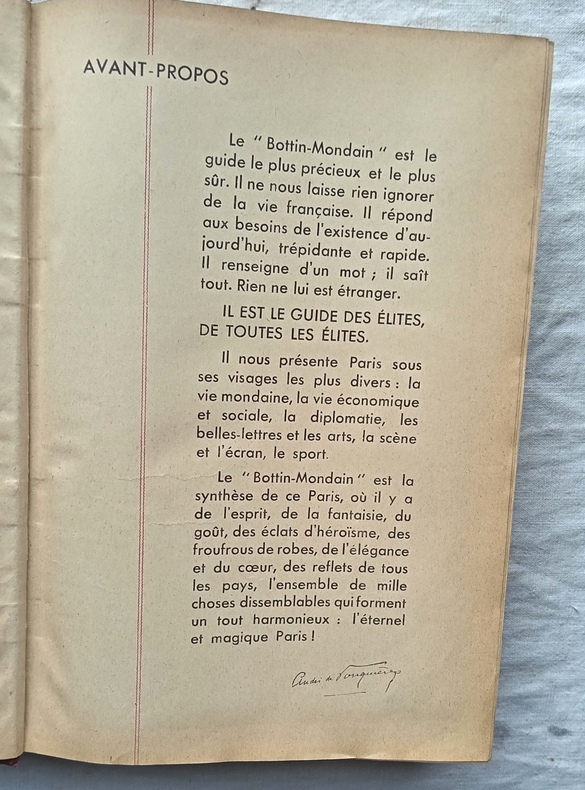 AVANT-PROPOS
Le " Bottin-Mondain " est le
guide le plus précieux et le plus
sûr. Il ne nous laisse rien ignorer
de la vie française. Il répond
aux besoins de l'existence d'au-
jourd'hui, trépidante et rapide.
Il renseigne d'un mot ; il saît
tout. Rien ne lui est étranger.
IL EST LE GUIDE DES ÉLITES,
DE TOUTES LES ÉLITES.
Il nous présente Paris sous
ses visages les plus divers : la
vie mondaine, la vie économique
et sociale, la diplomatie, les
belles-lettres et les arts, la scène
et l'écran, le sport.
Le " Bottin-Mondain " est la
synthèse de ce Paris, où il y a
de l'esprit, de la fantaisie, du
goût, des éclats d'héroïsme, des
froufrous de robes, de l'élégance
et du cœur, des reflets de tous
les pays, l'ensemble de mille
choses dissemblables qui forment
un tout harmonieux : l'éternel
et magique Paris !
André de Fouquières